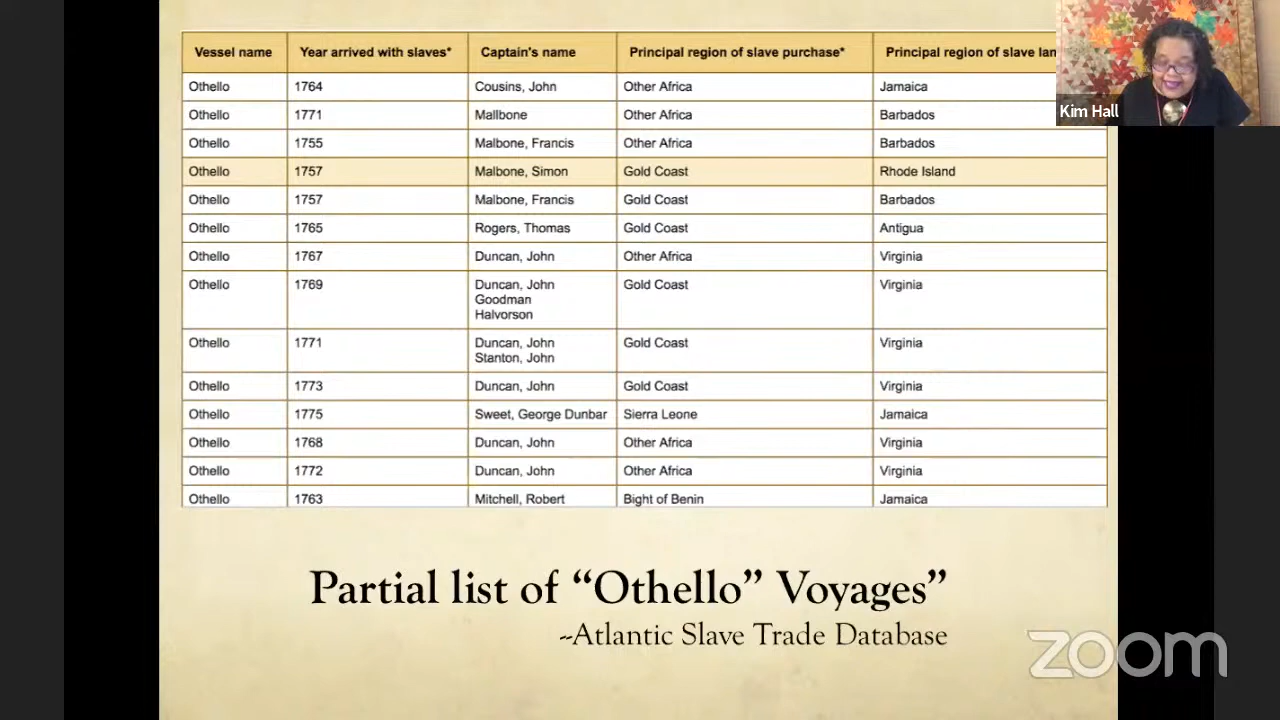 Vessel name Year arrived with slaves* Captain's name Principal region of slave purchase* Principal region of slave
Othello 1764 Cousins, John Other Africa Jamaica
Othello 1771 Mallbone Other Africa Barbados
Othello 1755 Malbone, Francis Other Africa Barbados
Othello 1757 Malbone, Simon Gold Coast Rhode Island
Othello 1757 Malbone, Francis Gold Coast Barbados
Othello 1765 Rogers, Thomas Gold Coast Antigua
Othello 1767 Duncan, John Other Africa Virginia
Othello 1769 Duncan, John Gold Coast Virginia
Goodman
Halvorson
Othello 1771 Duncan, John Gold Coast Virginia
Stanton, John
Othello 1773 Duncan, John Gold Coast Virginia
Othello 1775 Sweet, George Dunbar Sierra Leone Jamaica
Othello 1768 Duncan, John Other Africa Virginia
Othello 1772 Duncan, John Other Africa Virginia
Othello 1763 Mitchell, Robert Bight of Benin Jamaica
Partial list of “Othello” Voyages”
--Atlantic Slave Trade Database
Kim Hall
zoom